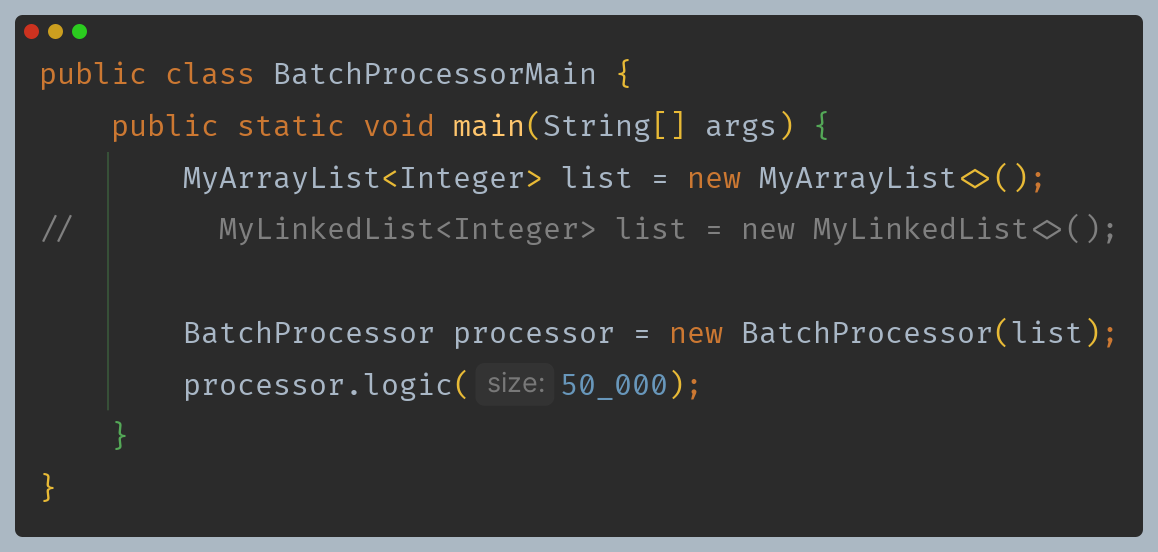 public class BatchProcessorMain {
    public static void main(String[] args) {
        MyArrayList<Integer> list = new MyArrayList<>();
//        MyLinkedList<Integer> list = new MyLinkedList<>();

        BatchProcessor processor = new BatchProcessor(list);
        processor.logic( size: 50_000);
    }
}